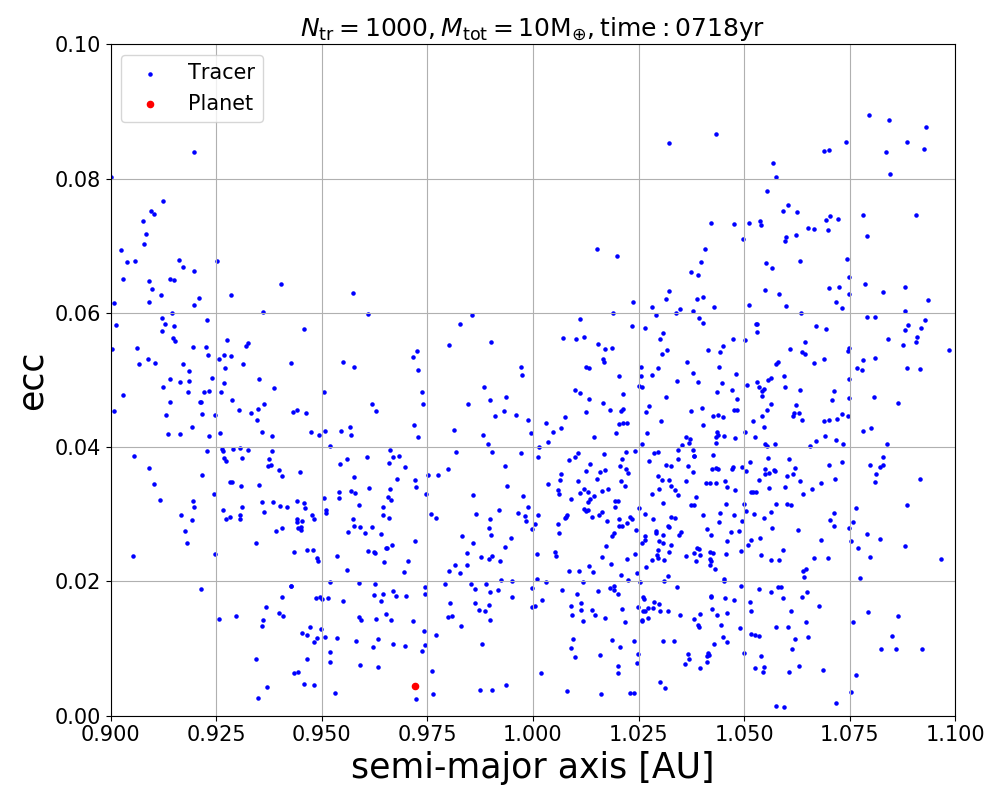 N_tr = 1000, M_tot = 10M_⊕, time : 0718yr
Tracer
Planet
0.10
0.08
0.06
0.04
0.02
0.00
ecc
0.900 0.925 0.950 0.975 1.000 1.025 1.050 1.075 1.100
semi-major axis [AU]